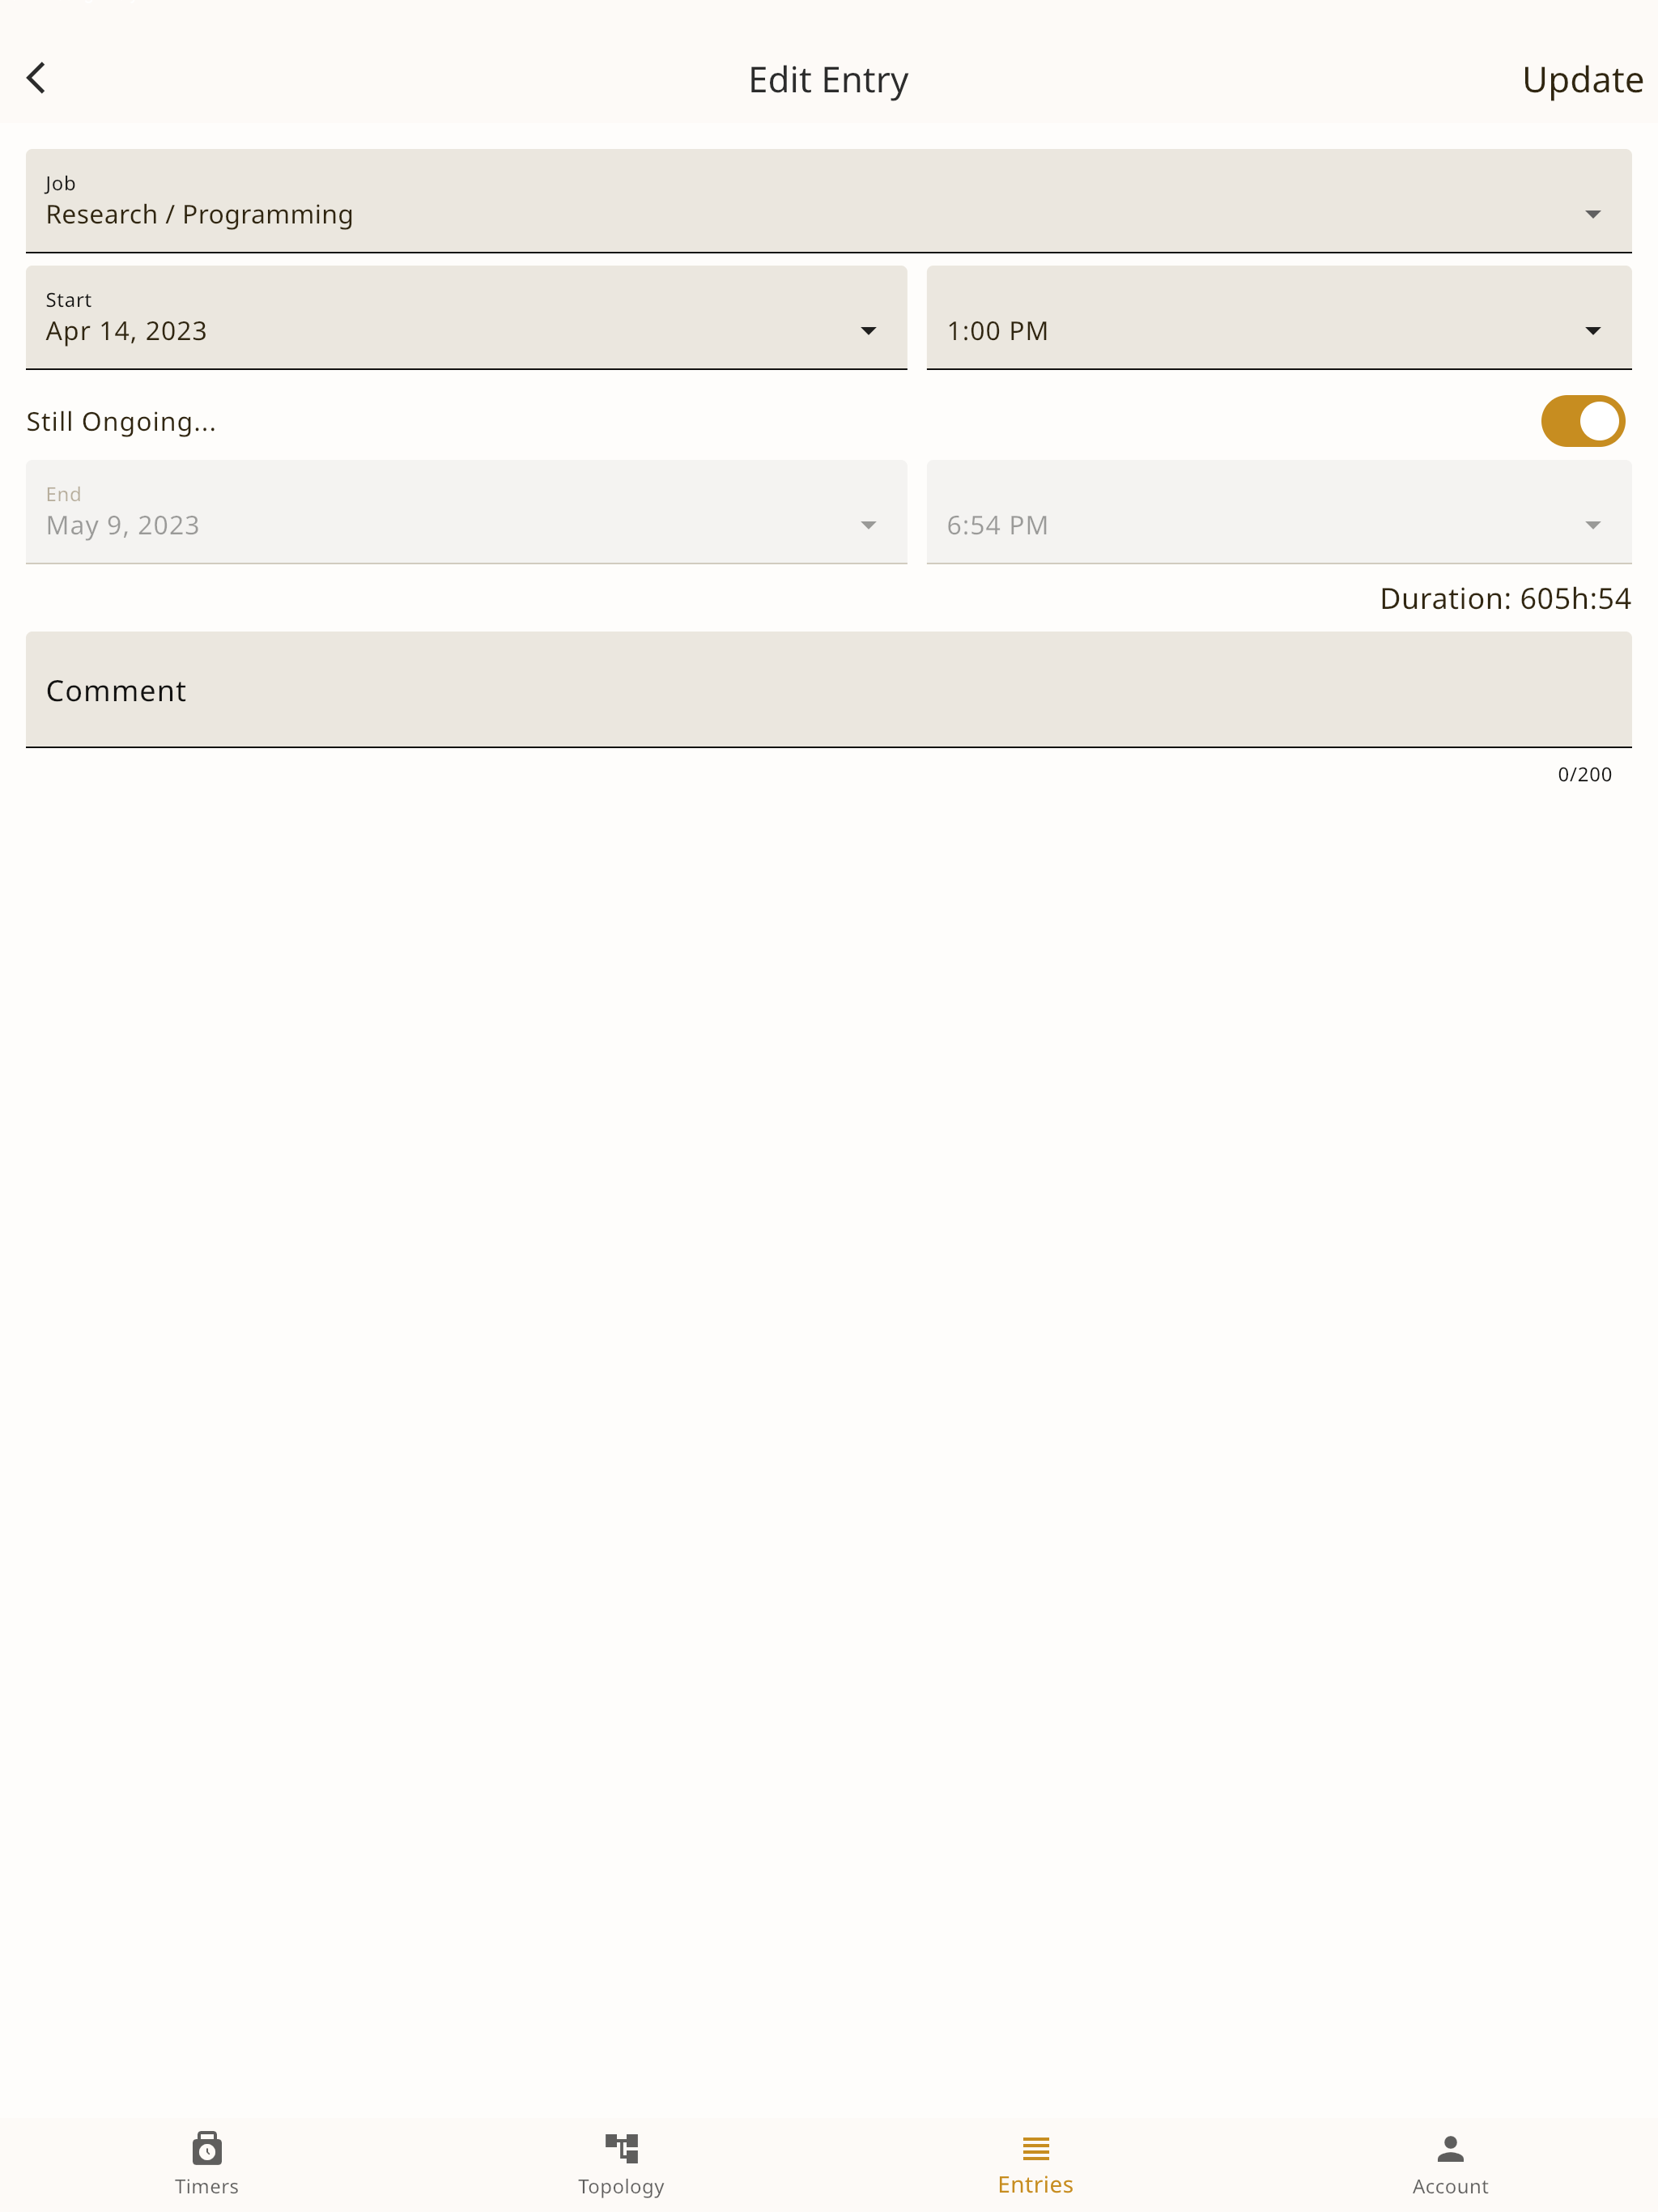 Edit Entry
Update
Job
Research / Programming
Start
Apr 14, 2023
1:00 PM
Still Ongoing...
End
May 9, 2023
6:54 PM
Duration: 605h:54
Comment
0/200
Timers
Topology
Entries
Account